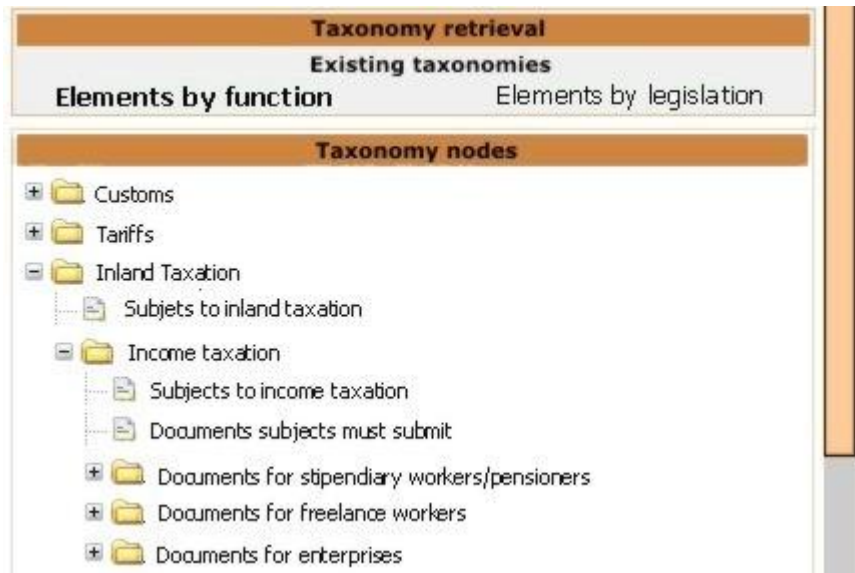 Taxonomy retrieval
Existing taxonomies
Elements by function Elements by legislation
Taxonomy nodes
Customs
Tariffs
Inland Taxation
Subjets to inland taxation
Income taxation
Subjects to income taxation
Documents subjects must submit
Documents for stipendiary workers/pensioners
Documents for freelance workers
Documents for enterprises